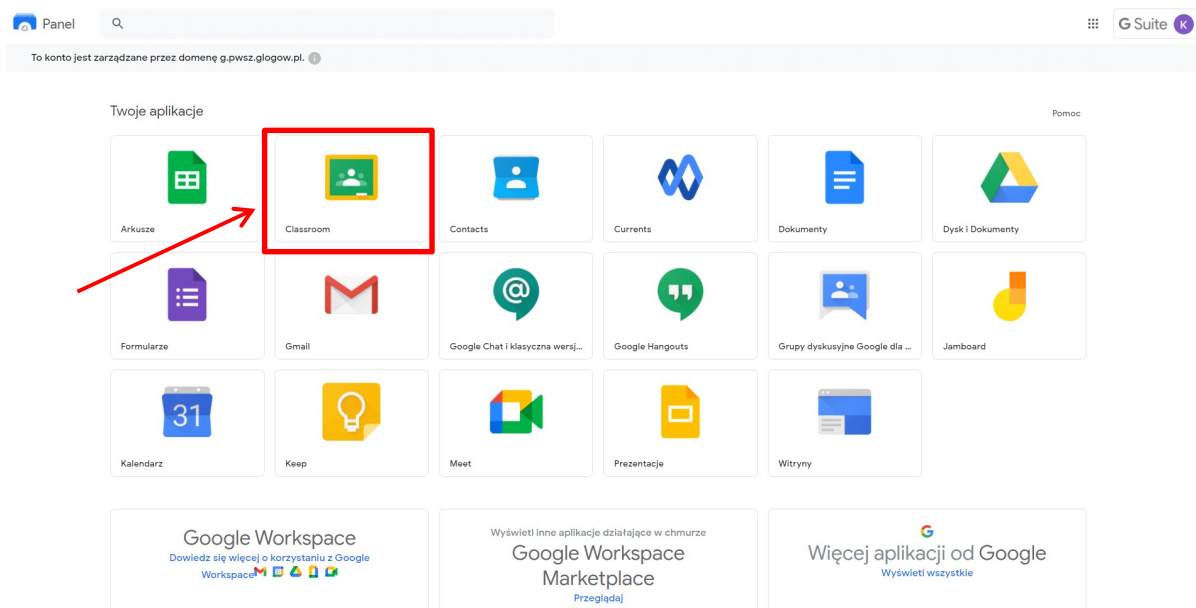 Panel
G Suite K
To konto jest zarządzane przez domenę g.pwsz.glogow.pl. i
Twoje aplikacje
Pomoc
Arkusze
Classroom
Contacts
Currents
Dokumenty
Dysk i Dokumenty
Formularze
Gmail
Google Chat i klasyczna wersj...
Google Hangouts
Grupy dyskusyjne Google dla ...
Jamboard
31
Kalendarz
Keep
Meet
Prezentacje
Witryny
Google Workspace
Dowiedz się więcej o korzystaniu z Google
Workspace
Wyświetl inne aplikacje działające w chmurze
Google Workspace
Marketplace
Przeglądaj
G
Więcej aplikacji od Google
Wyświetl wszystkie